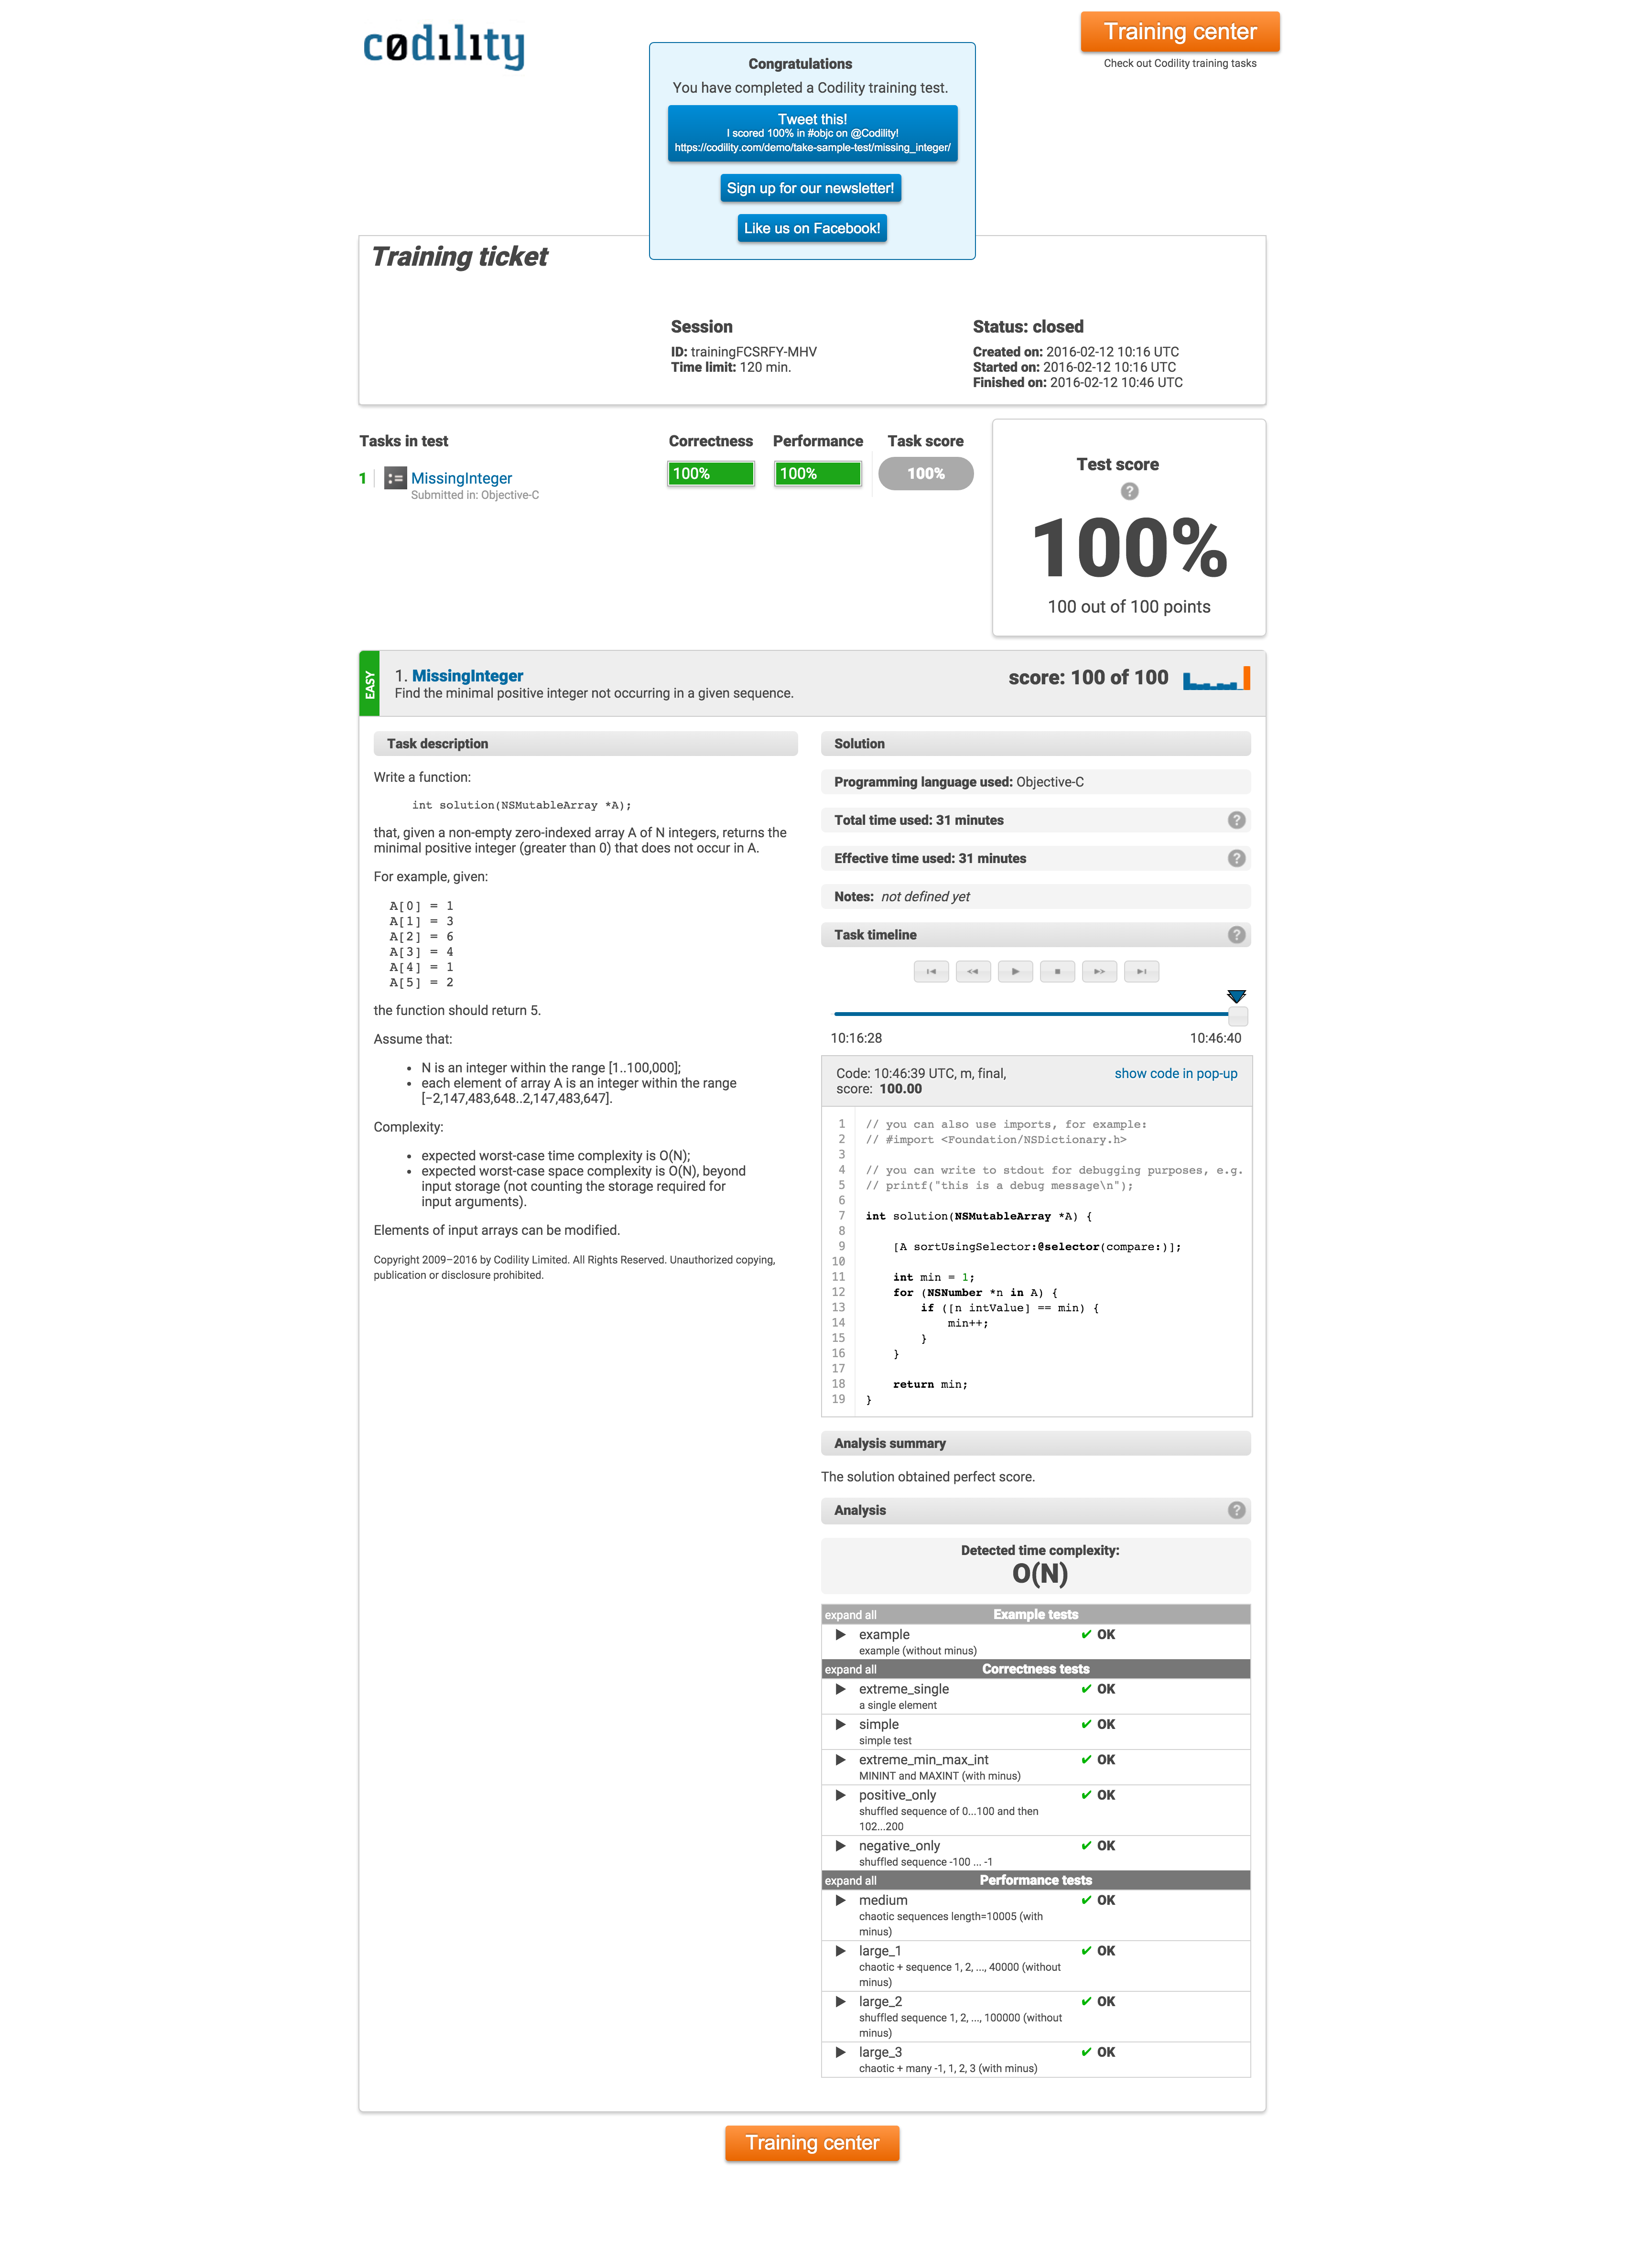 cødılıty
Training center
Check out Codility training tasks
Congratulations
You have completed a Codility training test.
Tweet this!
I scored 100% in #objc on @Codility!
https://codility.com/demo/take-sample-test/missing_integer/
Sign up for our newsletter!
Like us on Facebook!
Training ticket
Session
ID: trainingFCSRFY-MHV
Time limit: 120 min.
Status: closed
Created on: 2016-02-12 10:16 UTC
Started on: 2016-02-12 10:16 UTC
Finished on: 2016-02-12 10:46 UTC
Tasks in test
Correctness
Performance
Task score
1
:=
MissingInteger
Submitted in: Objective-C
100%
100%
100%
Test score
?
100%
100 out of 100 points
EASY
1. MissingInteger
Find the minimal positive integer not occurring in a given sequence.
score: 100 of 100
Task description
Write a function:
int solution(NSMutableArray *A);
that, given a non-empty zero-indexed array A of N integers, returns the
minimal positive integer (greater than 0) that does not occur in A.
For example, given:
A[0] = 1
A[1] = 3
A[2] = 6
A[3] = 4
A[4] = 1
A[5] = 2
the function should return 5.
Assume that:
• N is an integer within the range [1..100,000];
• each element of array A is an integer within the range
[−2,147,483,648..2,147,483,647].
Complexity:
• expected worst-case time complexity is O(N);
• expected worst-case space complexity is O(N), beyond
input storage (not counting the storage required for
input arguments).
Elements of input arrays can be modified.
Copyright 2009–2016 by Codility Limited. All Rights Reserved. Unauthorized copying,
publication or disclosure prohibited.
Solution
Programming language used: Objective-C
Total time used: 31 minutes
?
Effective time used: 31 minutes
?
Notes: not defined yet
Task timeline
?
10:16:28
10:46:40
Code: 10:46:39 UTC, m, final,
score: 100.00
show code in pop-up
1 // you can also use imports, for example:
2 // #import <Foundation/NSDictionary.h>
3
4 // you can write to stdout for debugging purposes, e.g.
5 // printf("this is a debug message\n");
6
7 int solution(NSMutableArray *A) {
8
9     [A sortUsingSelector:@selector(compare:)];
10
11     int min = 1;
12     for (NSNumber *n in A) {
13         if ([n intValue] == min) {
14             min++;
15         }
16     }
17
18     return min;
19 }
Analysis summary
The solution obtained perfect score.
Analysis
?
Detected time complexity:
O(N)
expand all
Example tests
example
✔ OK
example (without minus)
expand all
Correctness tests
extreme_single
✔ OK
a single element
simple
✔ OK
simple test
extreme_min_max_int
✔ OK
MININT and MAXINT (with minus)
positive_only
✔ OK
shuffled sequence of 0...100 and then
102...200
negative_only
✔ OK
shuffled sequence -100 ... -1
expand all
Performance tests
medium
✔ OK
chaotic sequences length=10005 (with
minus)
large_1
✔ OK
chaotic + sequence 1, 2, ..., 40000 (without
minus)
large_2
✔ OK
shuffled sequence 1, 2, ..., 100000 (without
minus)
large_3
✔ OK
chaotic + many -1, 1, 2, 3 (with minus)
Training center